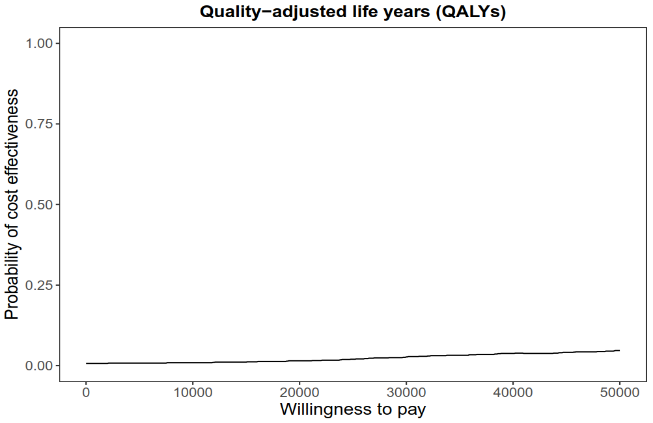 Quality−adjusted life years (QALYs)
Probability of cost effectiveness
1.00
0.75
0.50
0.25
0.00
0 10000 20000 30000 40000 50000
Willingness to pay